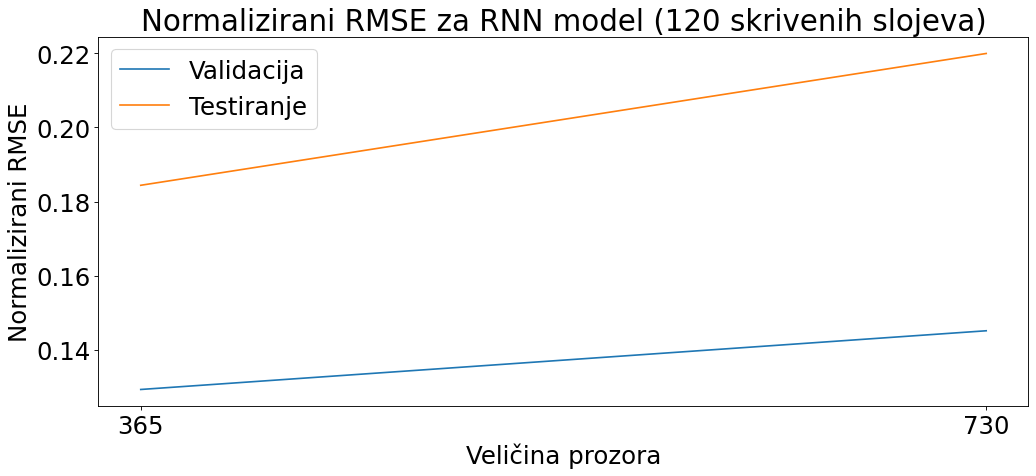 Normalizirani RMSE za RNN model (120 skrivenih slojeva)
Validacija
Testiranje
Normalizirani RMSE
0.22
0.20
0.18
0.16
0.14
365
730
Veličina prozora